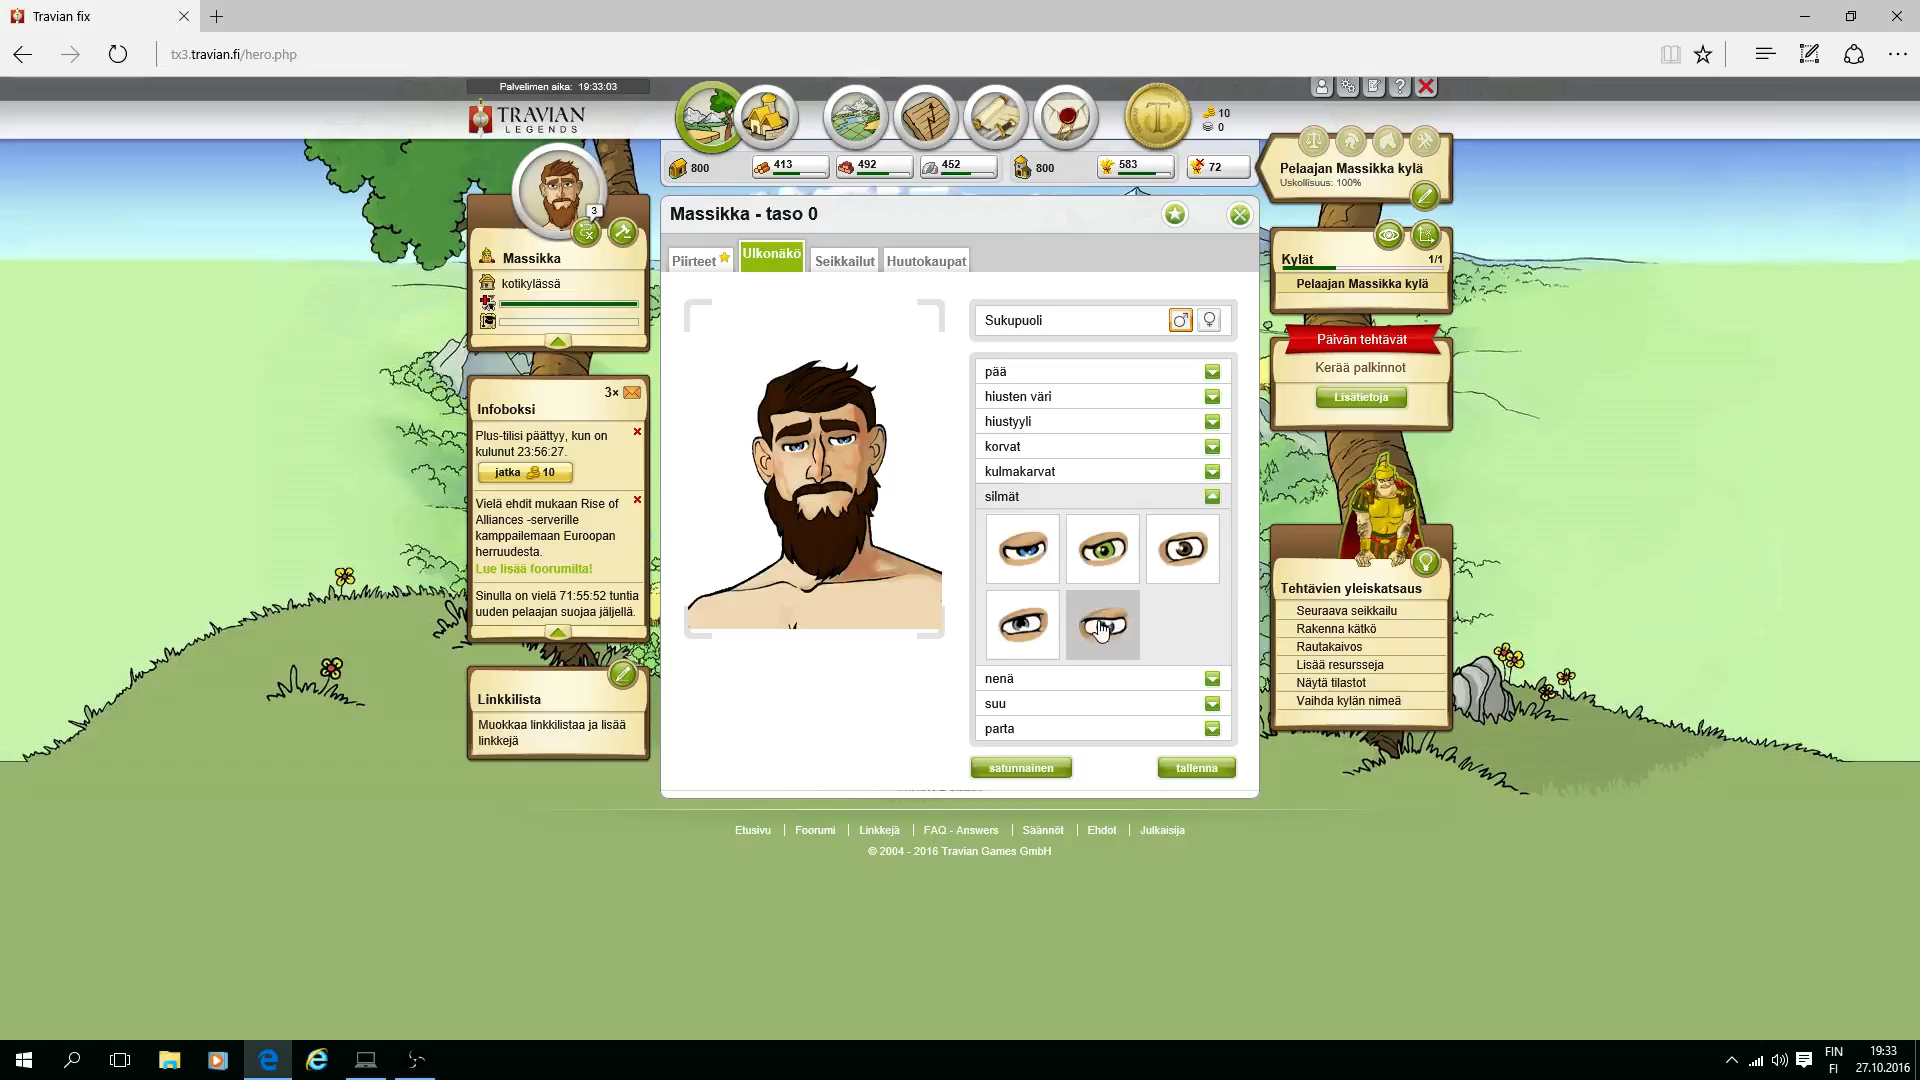 Travian fix
tx3.travian.fi/hero.php
Palvelimen aika: 19:33:03
TRAVIAN
LEGENDS
T
10
0
800
413
492
452
800
583
72
3
Massikka
kotikylässä
3×
Infoboksi
Plus-tilisi päättyy, kun on
kulunut 23:56:27.
jatka 10
Vielä ehdit mukaan Rise of
Alliances -serverille
kamppailemaan Euroopan
herruudesta.
Lue lisää foorumilta!
Sinulla on vielä 71:55:52 tuntia
uuden pelaajan suojaa jäljellä.
Linkkilista
Muokkaa linkkilistaa ja lisää
linkkejä
Massikka - taso 0
Piirteet
Ulkonäkö
Seikkailut
Huutokaupat
Sukupuoli
pää
hiusten väri
hiustyyli
korvat
kulmakarvat
silmät
nenä
suu
parta
satunnainen
tallenna
Pelaajan Massikka kylä
Uskollisuus: 100%
Kylät 1/1
Pelaajan Massikka kylä
Päivän tehtävät
Kerää palkinnot
Lisätietoja
Tehtävien yleiskatsaus
Seuraava seikkailu
Rakenna kätkö
Rautakaivos
Lisää resursseja
Näytä tilastot
Vaihda kylän nimeä
Etusivu | Foorumi | Linkkejä | FAQ - Answers | Säännöt | Ehdot | Julkaisija
© 2004 - 2016 Travian Games GmbH
FIN
FI
19:33
27.10.2016